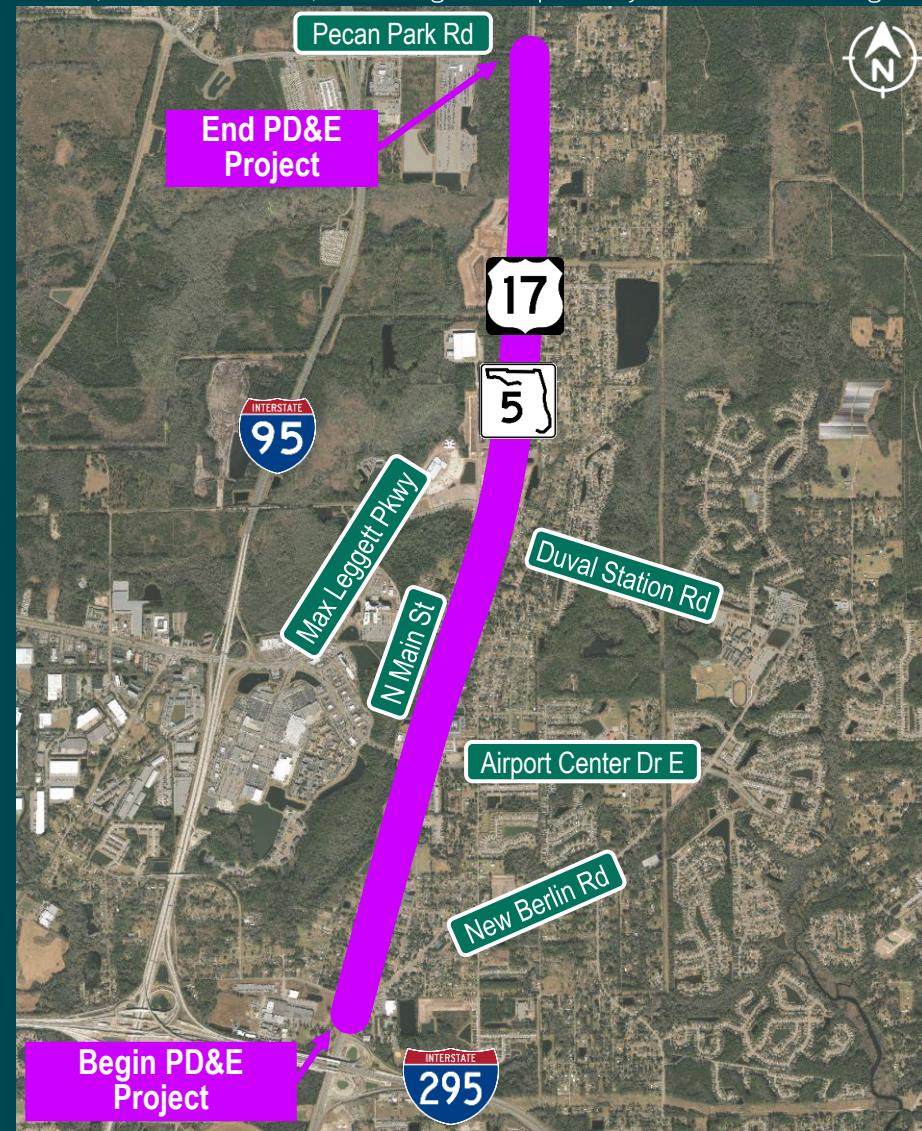 Pecan Park Rd
N
End PD&E
Project
17
5
INTERSTATE
95
Max Leggett Pkwy
Duval Station Rd
N Main St
Airport Center Dr E
New Berlin Rd
Begin PD&E
Project
INTERSTATE
295